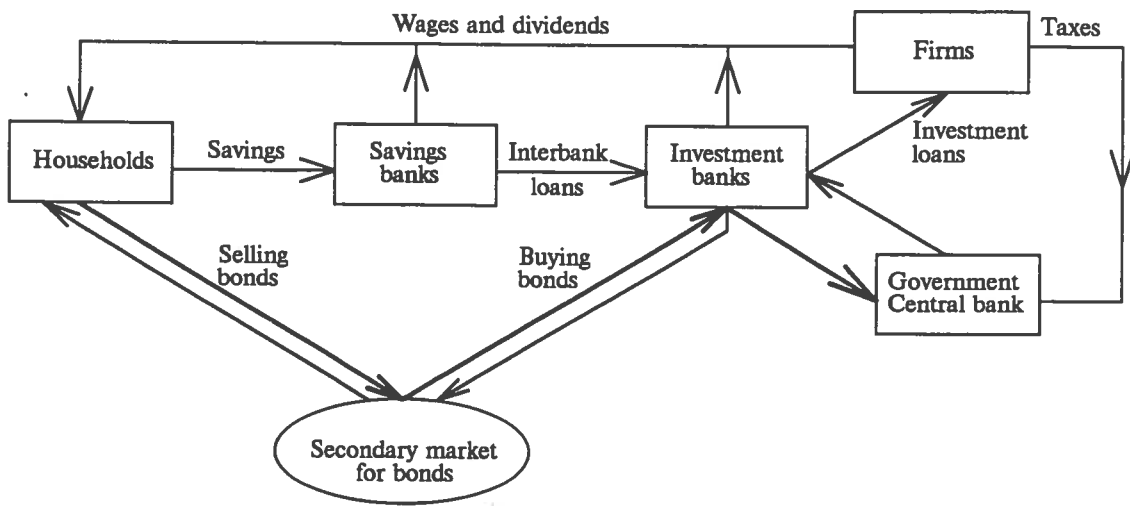 Wages and dividends
Firms
Taxes
Households
Savings
Savings
banks
Interbank
loans
Investment
banks
Investment
loans
Selling
bonds
Buying
bonds
Government
Central bank
Secondary market
for bonds